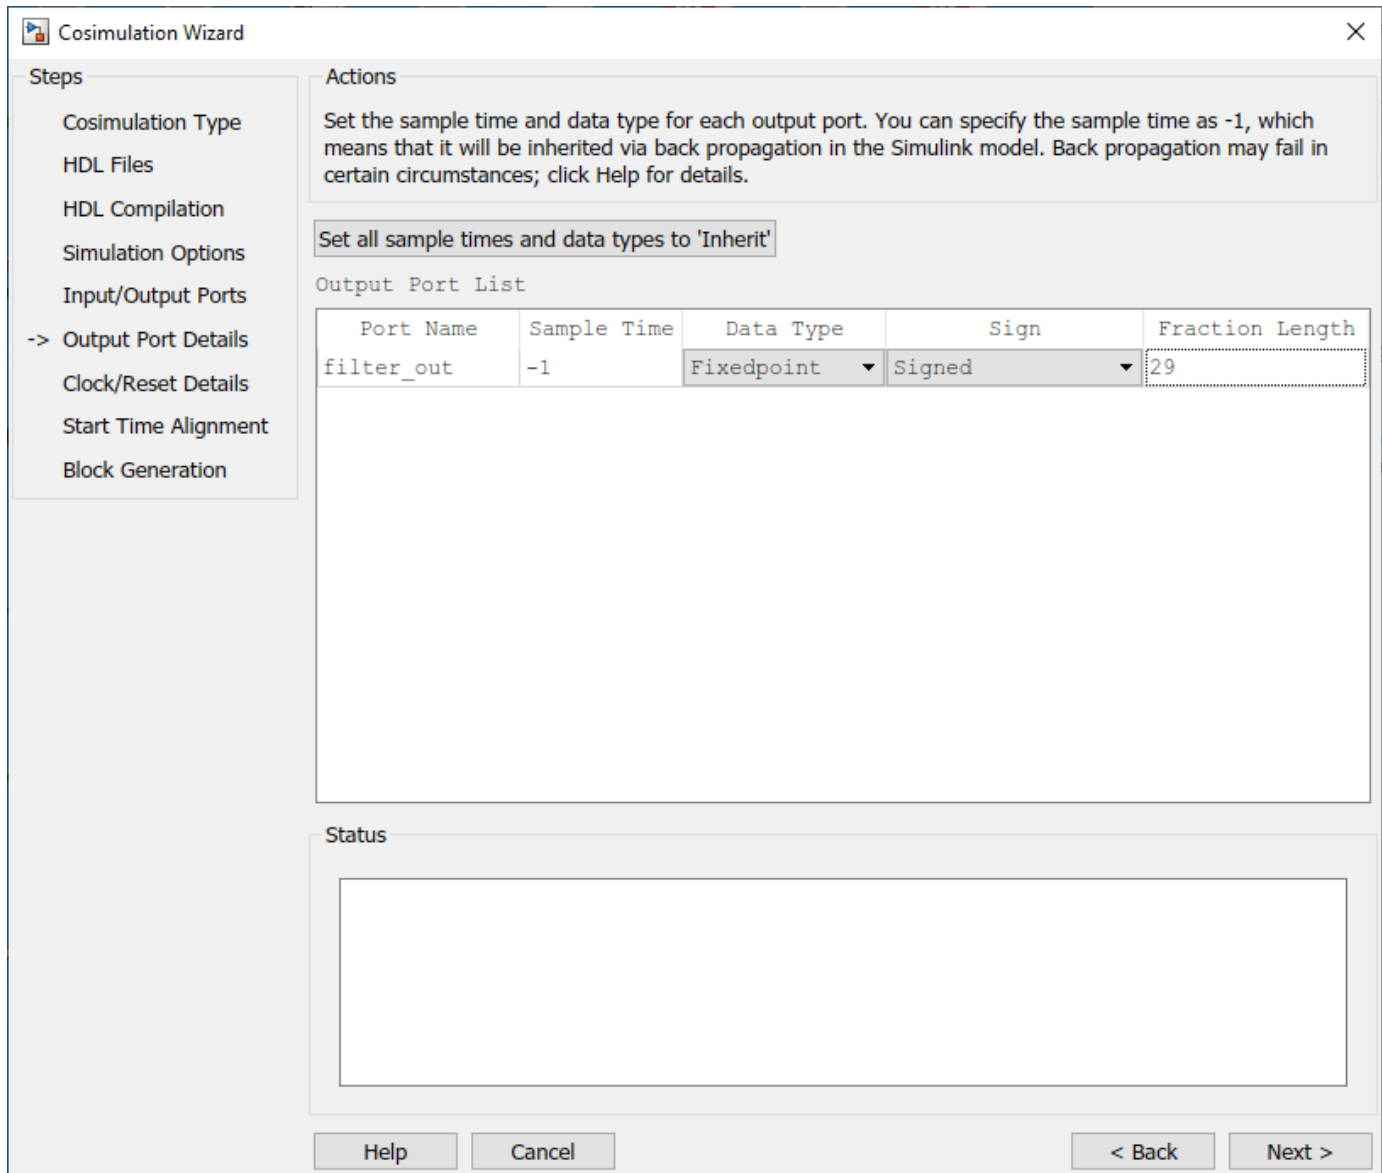 Cosimulation Wizard
Steps
Cosimulation Type
HDL Files
HDL Compilation
Simulation Options
Input/Output Ports
-> Output Port Details
Clock/Reset Details
Start Time Alignment
Block Generation
Actions
Set the sample time and data type for each output port. You can specify the sample time as -1, which
means that it will be inherited via back propagation in the Simulink model. Back propagation may fail in
certain circumstances; click Help for details.
Set all sample times and data types to 'Inherit'
Output Port List
Port Name Sample Time Data Type Sign Fraction Length
filter_out -1 Fixedpoint Signed 29
Status
Help Cancel < Back Next >